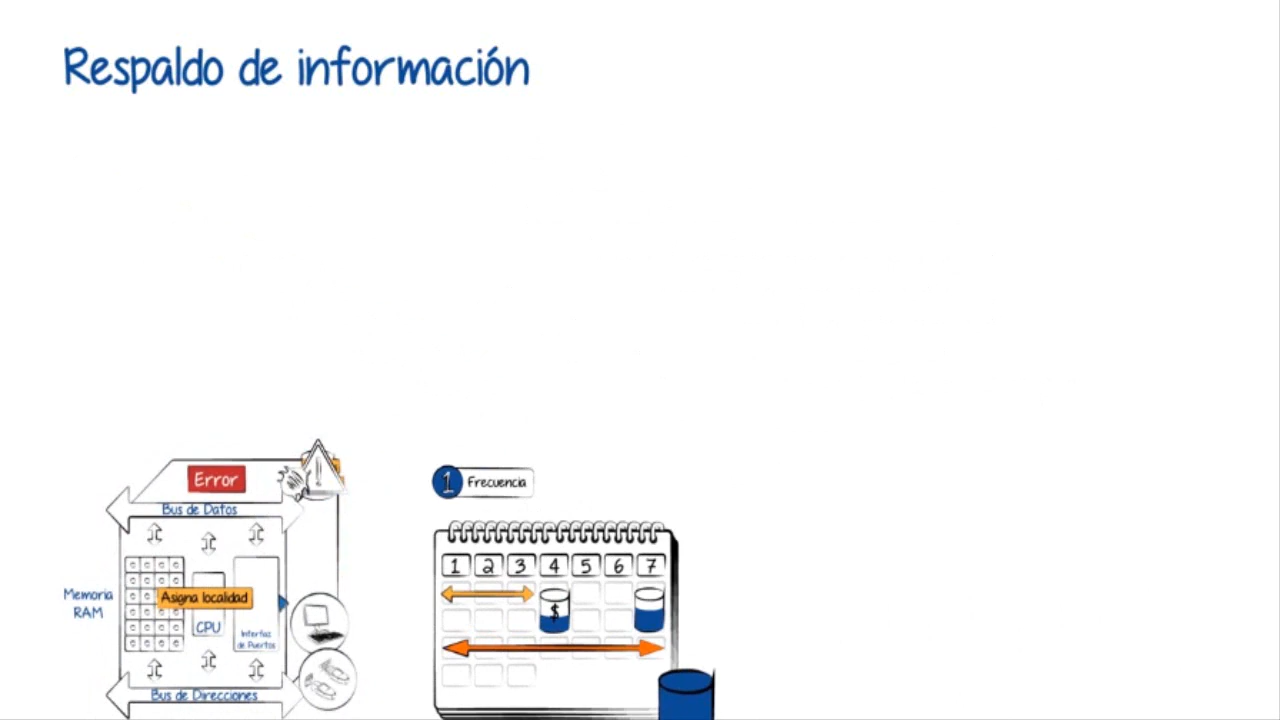 Respaldo de información
Error
Bus de Datos
Memoria
RAM
Asigna localidad
CPU
Interfas
de Puertos
Bus de Direcciones
1 Frecuencia
1 2 3 4 5 6 7
$